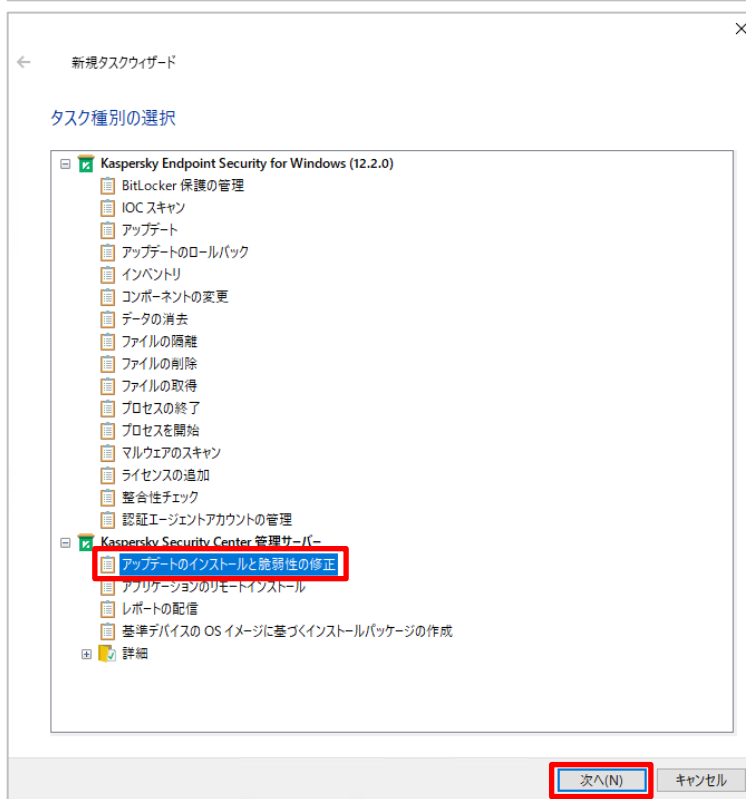 新規タスクウィザード
タスク種別の選択
Kaspersky Endpoint Security for Windows (12.2.0)
BitLocker 保護の管理
IOC スキャン
アップデート
アップデートのロールバック
インベントリ
コンポーネントの変更
データの消去
ファイルの隔離
ファイルの削除
ファイルの取得
プロセスの終了
プロセスを開始
マルウェアのスキャン
ライセンスの追加
整合性チェック
認証エージェントアカウントの管理
Kaspersky Security Center 管理サーバー
アップデートのインストールと脆弱性の修正
アプリケーションのリモートインストール
レポートの配信
基準デバイスの OS イメージに基づくインストールパッケージの作成
詳細
次へ(N) キャンセル